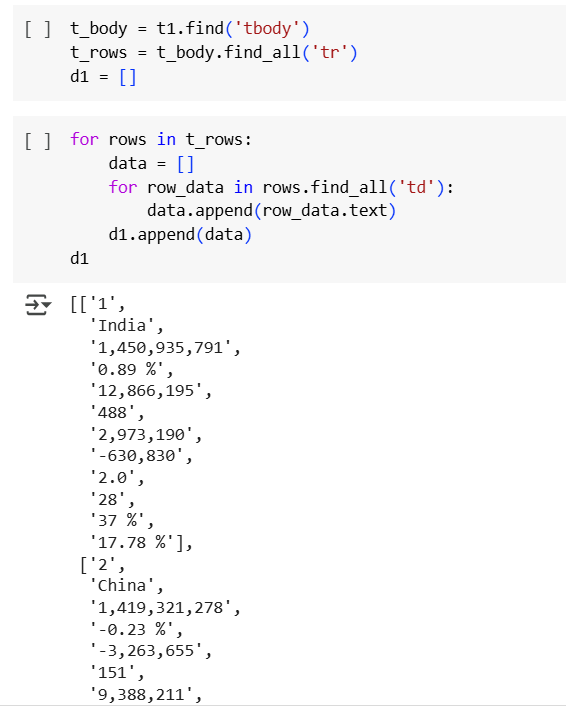 [ ] t_body = t1.find('tbody')
t_rows = t_body.find_all('tr')
d1 = []
[ ] for rows in t_rows:
data = []
for row_data in rows.find_all('td'):
data.append(row_data.text)
d1.append(data)
d1
[['1',
'India',
'1,450,935,791',
'0.89 %',
'12,866,195',
'488',
'2,973,190',
'-630,830',
'2.0',
'28',
'37 %',
'17.78 %'],
['2',
'China',
'1,419,321,278',
'-0.23 %',
'-3,263,655',
'151',
'9,388,211',